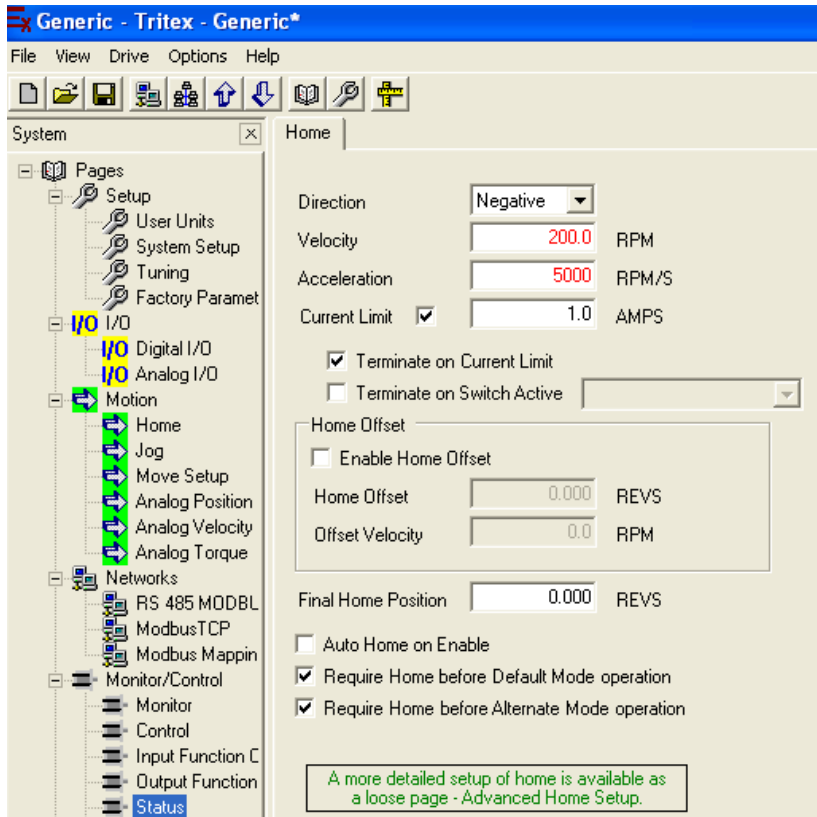 Generic - Tritex - Generic*
File View Drive Options Help
System
Pages
Setup
User Units
System Setup
Tuning
Factory Paramet
I/O I/O
I/O Digital I/O
I/O Analog I/O
Motion
Home
Jog
Move Setup
Analog Position
Analog Velocity
Analog Torque
Networks
RS 485 MODBL
ModbusTCP
Modbus Mappin
Monitor/Control
Monitor
Control
Input Function C
Output Function
Status
Home
Direction Negative
Velocity 200.0 RPM
Acceleration 5000 RPM/S
Current Limit 1.0 AMPS
Terminate on Current Limit
Terminate on Switch Active
Home Offset
Enable Home Offset
Home Offset 0.000 REVS
Offset Velocity 0.0 RPM
Final Home Position 0.000 REVS
Auto Home on Enable
Require Home before Default Mode operation
Require Home before Alternate Mode operation
A more detailed setup of home is available as
a loose page - Advanced Home Setup.